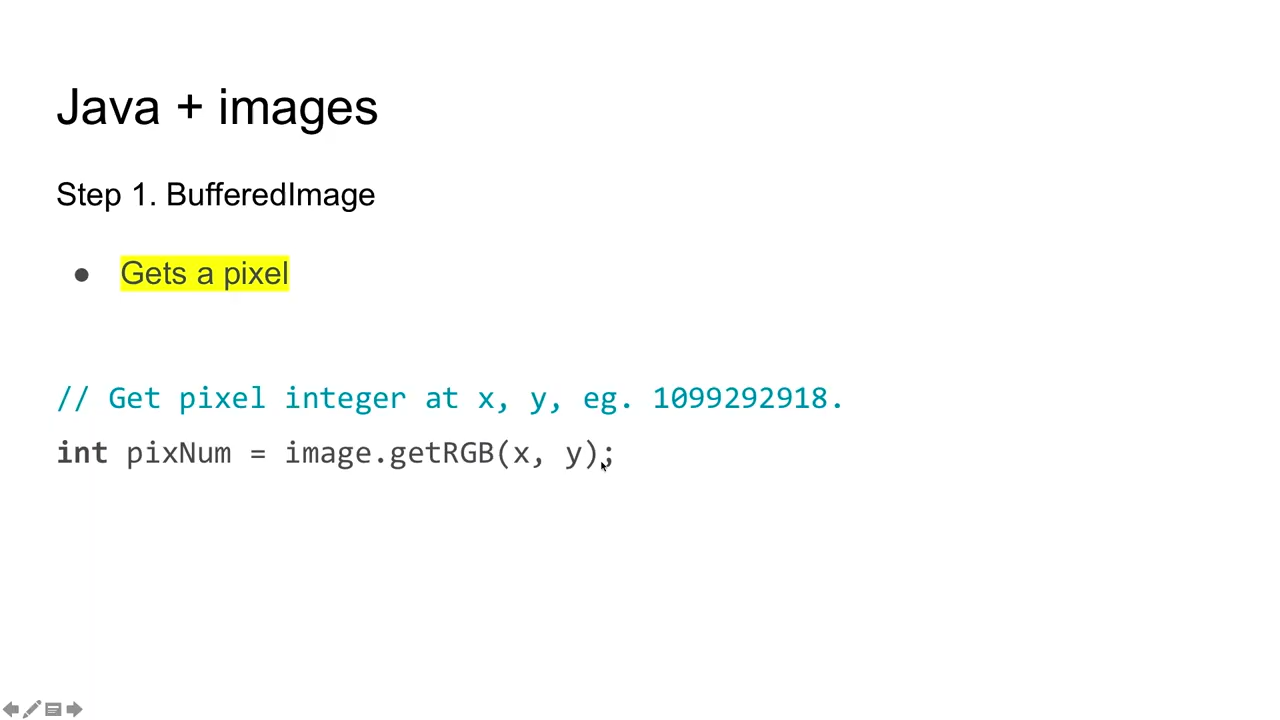 Java + images
Step 1. BufferedImage
● Gets a pixel
// Get pixel integer at x, y, eg. 1099292918.
int pixNum = image.getRGB(x, y);